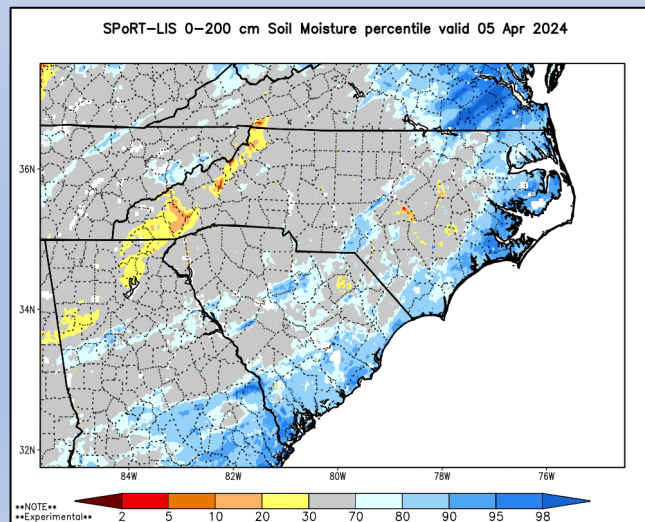 SPoRT-LIS 0-200 cm Soil Moisture percentile valid 05 Apr 2024
36N
34N
32N
84W 82W 80W 78W 76W
**NOTE**
**Experimental**
2 5 10 20 30 70 80 90 95 98